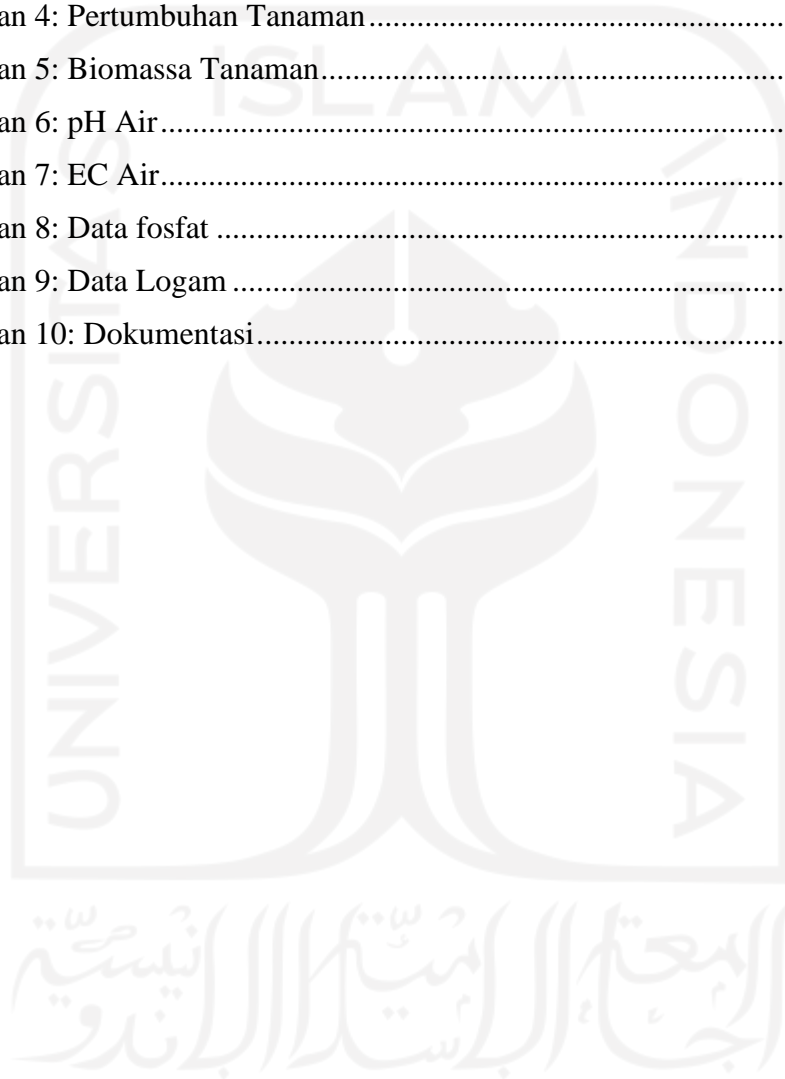 an 4: Pertumbuhan Tanaman....................................................
an 5: Biomassa Tanaman..........................................................
an 6: pH Air..............................................................................
an 7: EC Air..............................................................................
an 8: Data fosfat .......................................................................
an 9: Data Logam .....................................................................
an 10: Dokumentasi..................................................................
ISLAM
UNIVERSITAS
INDONESIA